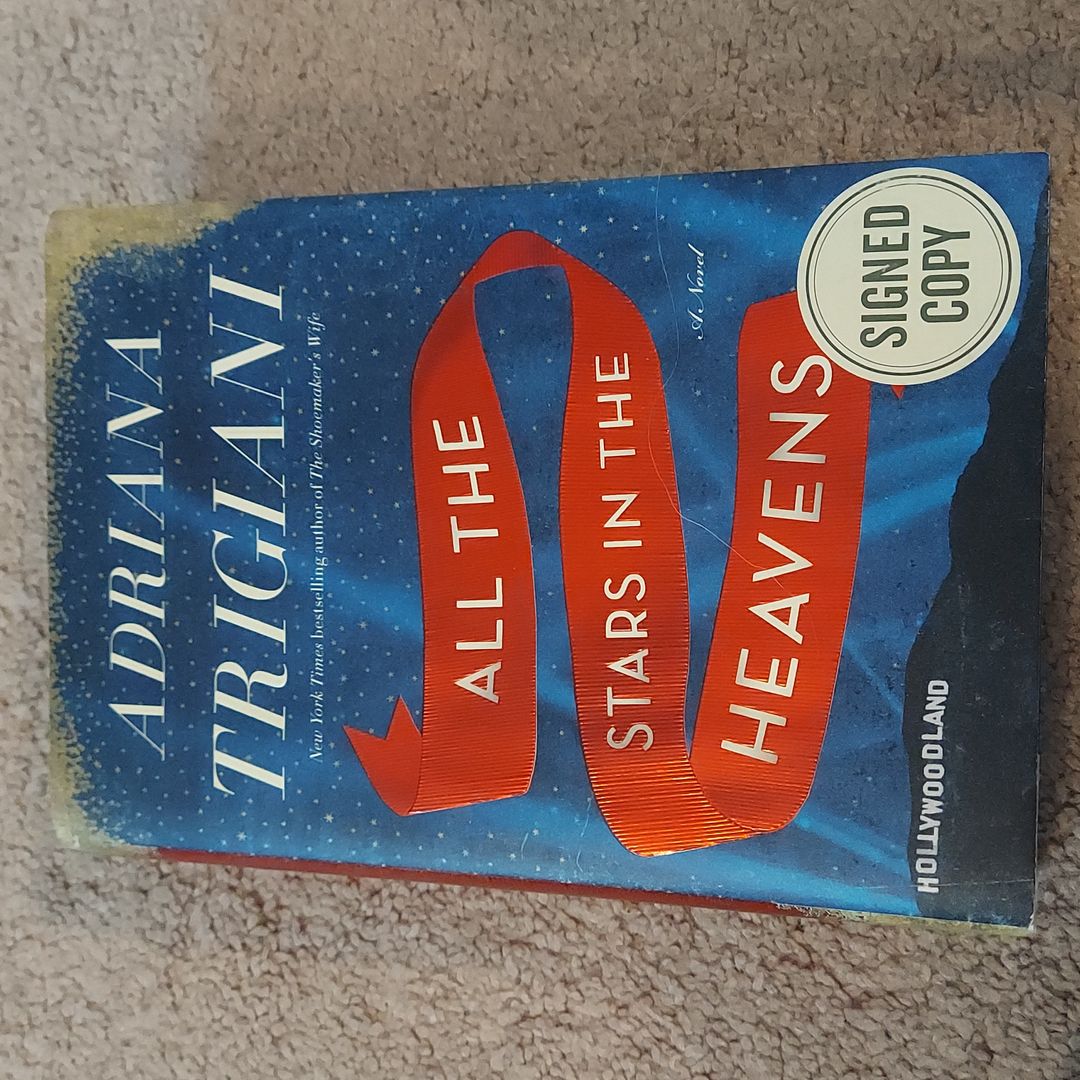 ADRIANA
TRIGIANI
New York Times bestselling author of The Shoemaker's Wife
ALL THE
STARS IN THE
HEAVENS
A Novel
SIGNED
COPY
HOLLYWOODLAND